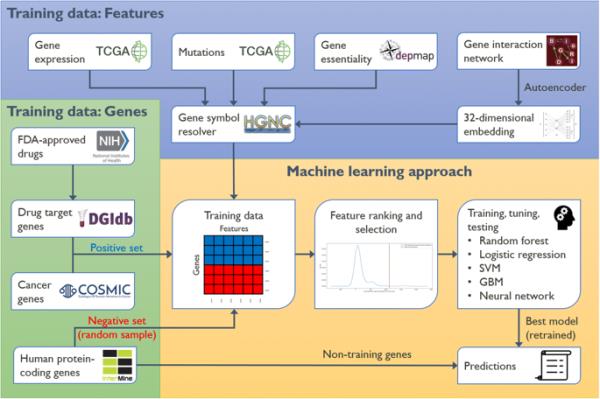 Training data: Features
Gene
expression
TCGA
Mutations
TCGA
Gene
essentiality
depmap
Gene interaction
network
Autoencoder
Gene symbol
resolver
HGNC
32-dimensional
embedding
Training data: Genes
FDA-approved
drugs
NIH
National Institutes
of Health
Drug target
genes
DGIdb
Positive set
Cancer
genes
COSMIC
Negative set
(random sample)
Human protein-
coding genes
InterMine
Machine learning approach
Training data
Features
Genes
Feature ranking and
selection
Training, tuning,
testing
• Random forest
• Logistic regression
• SVM
• GBM
• Neural network
Best model
(retrained)
Non-training genes
Predictions